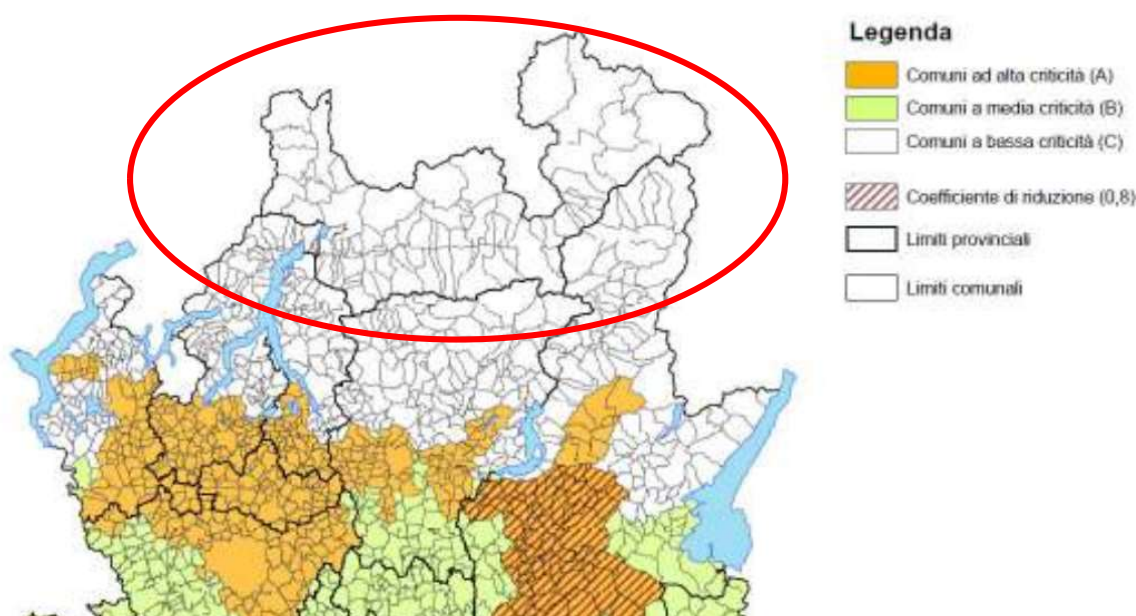 Legenda
Comuni ad alta criticità (A)
Comuni a media criticità (B)
Comuni a bassa criticità (C)
Coefficiente di riduzione (0,8)
Limiti provinciali
Limiti comunali